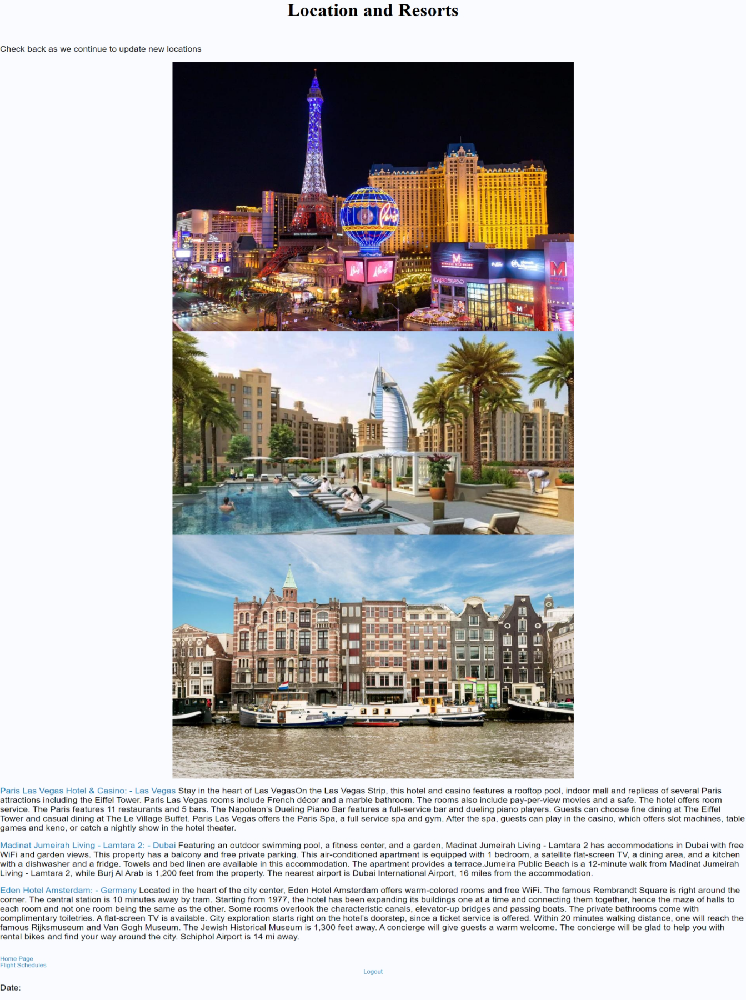 Location and Resorts
Check back as we continue to update new locations
BALLY'S
Flamingo
Paris
Paris
Paris
M
MIRACLE MILE SHOPS
planet hollywood
M
SEPHORA
M
MIRACLE MILE SHOPS
Paris Las Vegas Hotel & Casino: - Las Vegas Stay in the heart of Las VegasOn the Las Vegas Strip, this hotel and casino features a rooftop pool, indoor mall and replicas of several Paris
attractions including the Eiffel Tower. Paris Las Vegas rooms include French décor and a marble bathroom. The rooms also include pay-per-view movies and a safe. The hotel offers room
service. The Paris features 11 restaurants and 5 bars. The Napoleon’s Dueling Piano Bar features a full-service bar and dueling piano players. Guests can choose fine dining at The Eiffel
Tower and casual dining at The Le Village Buffet. Paris Las Vegas offers the Paris Spa, a full service spa and gym. After the spa, guests can play in the casino, which offers slot machines, table
games and keno, or catch a nightly show in the hotel theater.
Madinat Jumeirah Living - Lamtara 2: - Dubai Featuring an outdoor swimming pool, a fitness center, and a garden, Madinat Jumeirah Living - Lamtara 2 has accommodations in Dubai with free
WiFi and garden views. This property has a balcony and free private parking. This air-conditioned apartment is equipped with 1 bedroom, a satellite flat-screen TV, a dining area, and a kitchen
with a dishwasher and a fridge. Towels and bed linen are available in this accommodation. The apartment provides a terrace.Jumeira Public Beach is a 12-minute walk from Madinat Jumeirah
Living - Lamtara 2, while Burj Al Arab is 1,200 feet from the property. The nearest airport is Dubai International Airport, 16 miles from the accommodation.
Eden Hotel Amsterdam: - Germany Located in the heart of the city center, Eden Hotel Amsterdam offers warm-colored rooms and free WiFi. The famous Rembrandt Square is right around the
corner. The central station is 10 minutes away by tram. Starting from 1977, the hotel has been expanding its buildings one at a time and connecting them together, hence the maze of halls to
each room and not one room being the same as the other. Some rooms overlook the characteristic canals, elevator-up bridges and passing boats. The private bathrooms come with
complimentary toiletries. A flat-screen TV is available. City exploration starts right on the hotel’s doorstep, since a ticket service is offered. Within 20 minutes walking distance, one will reach the
famous Rijksmuseum and Van Gogh Museum. The Jewish Historical Museum is 1,300 feet away. A concierge will give guests a warm welcome. The concierge will be glad to help you with
rental bikes and find your way around the city. Schiphol Airport is 14 mi away.
Home Page
Flight Schedules
Logout
Date: